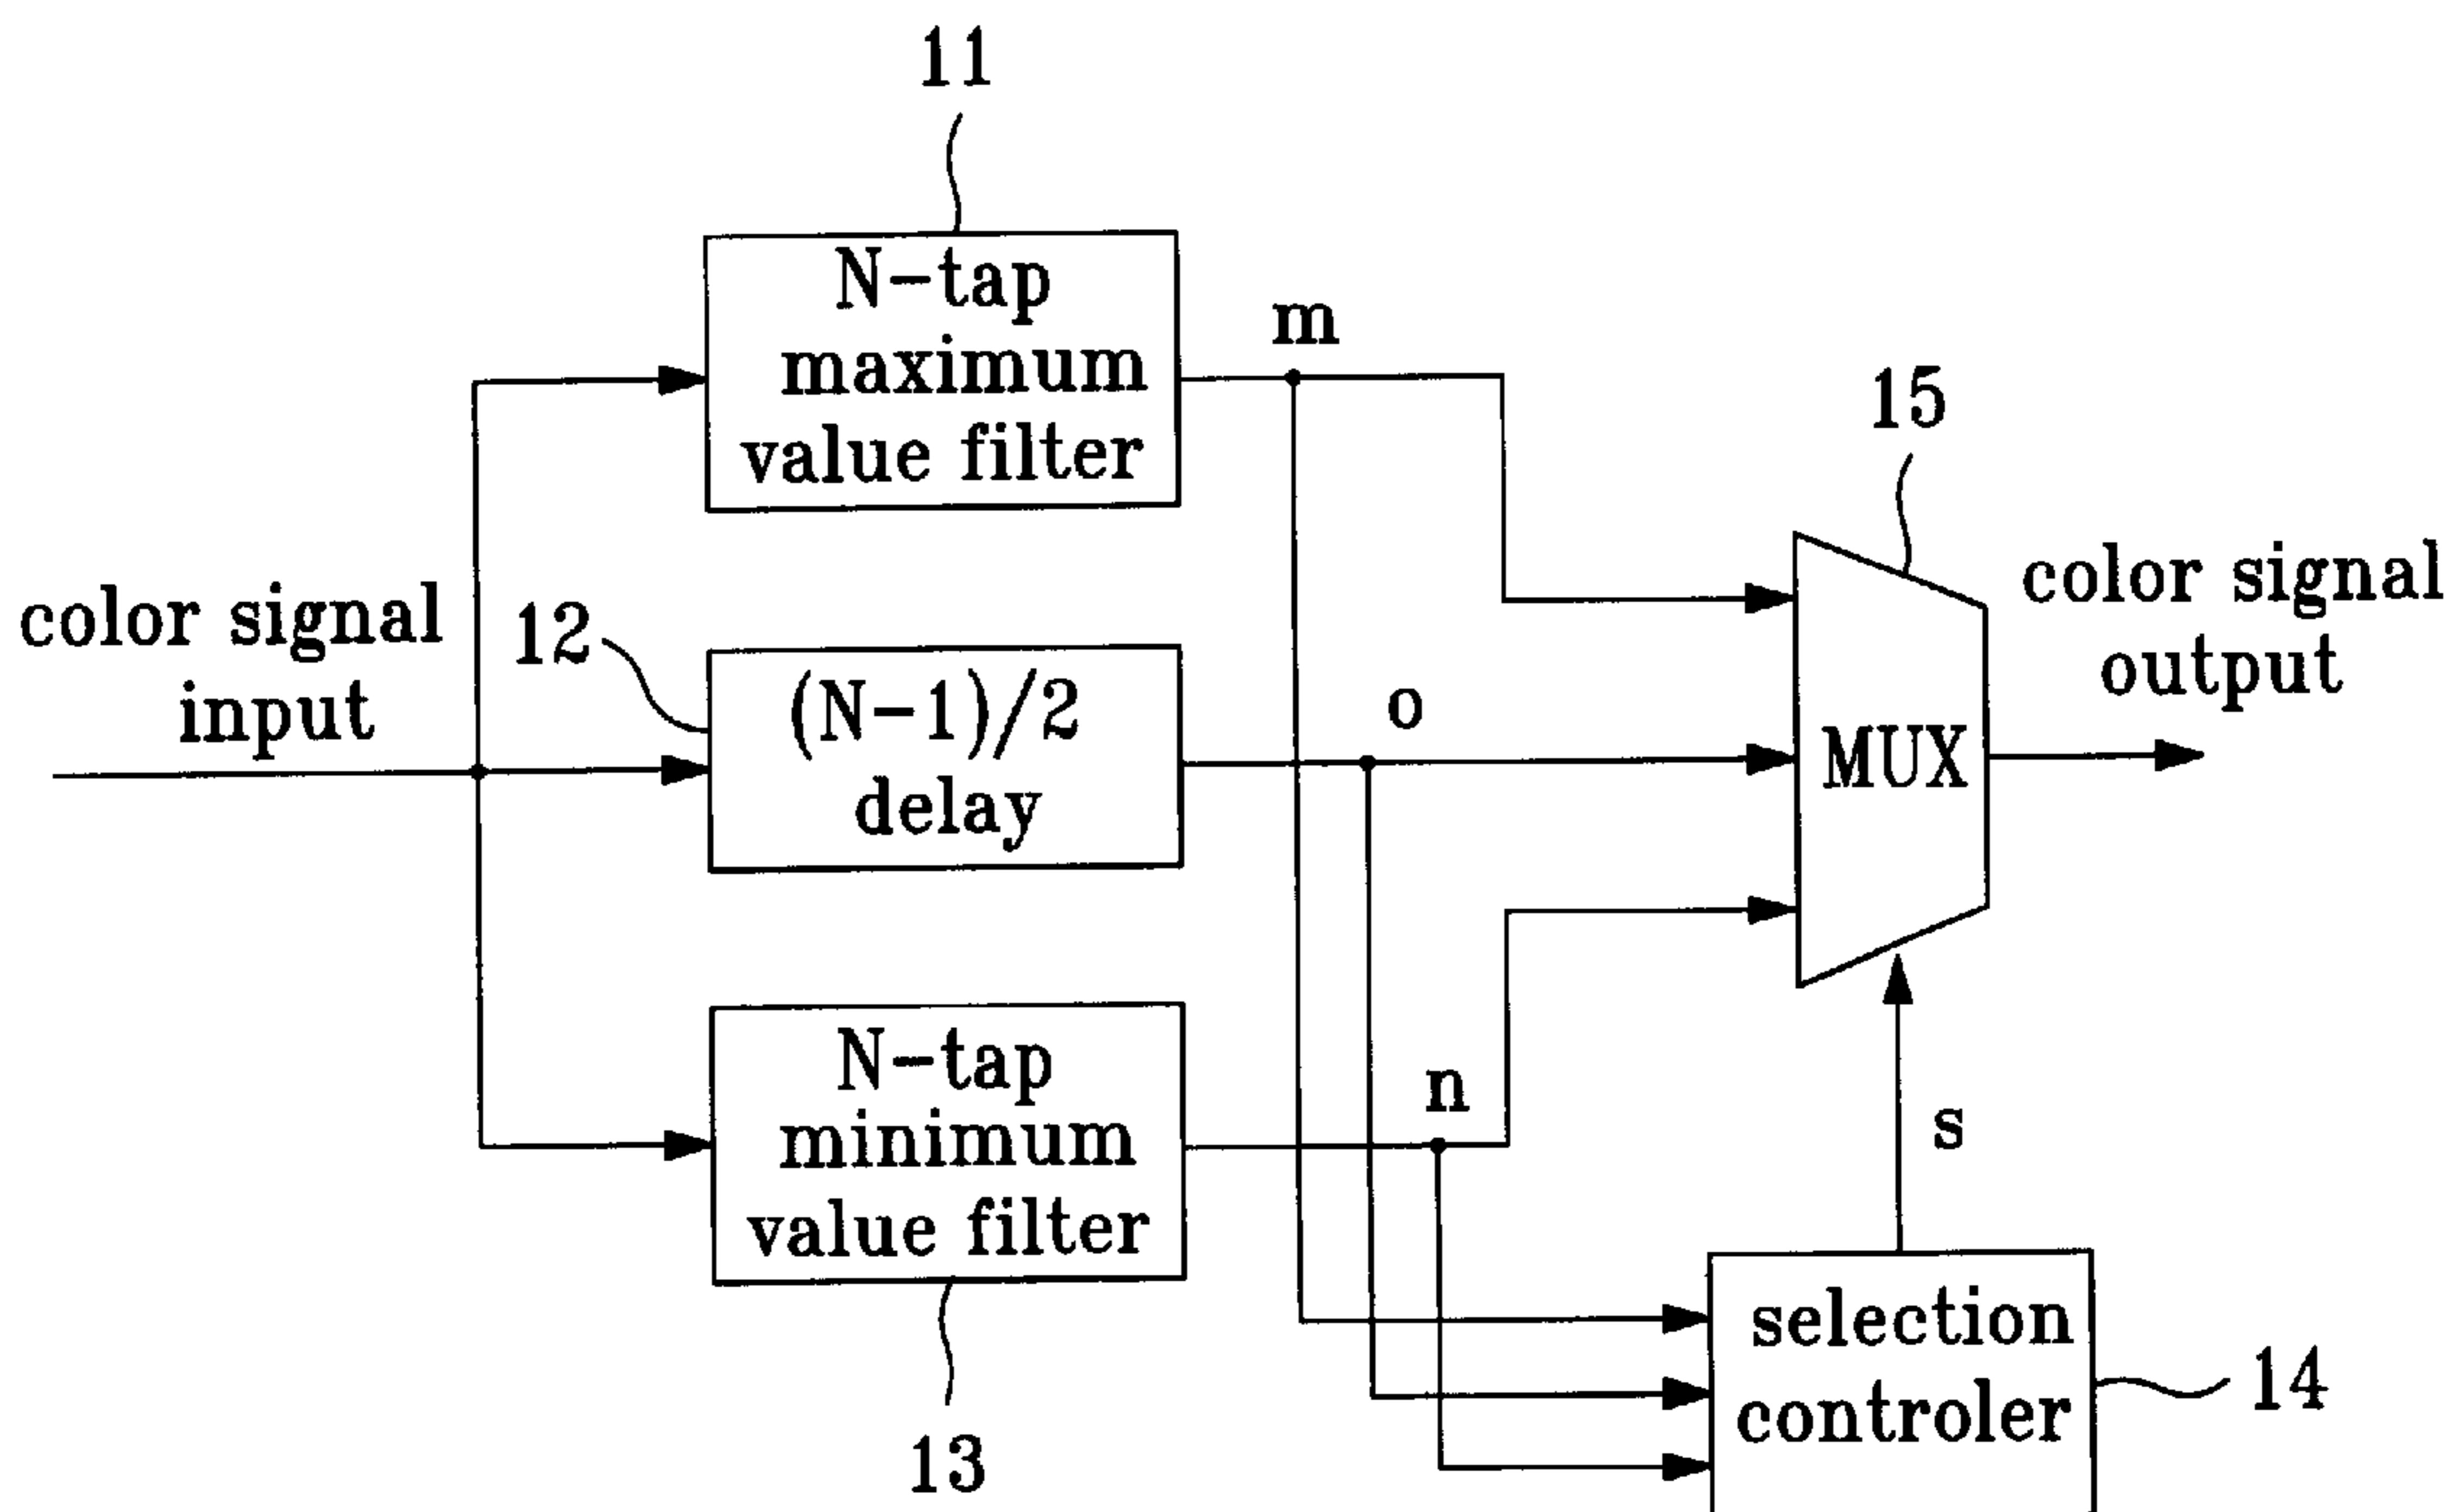 11
N-tap
maximum
value filter
m
15
color signal
input
12
(N-1)/2
delay
o
MUX
color signal
output
N-tap
minimum
value filter
n
s
13
selection
controler
14